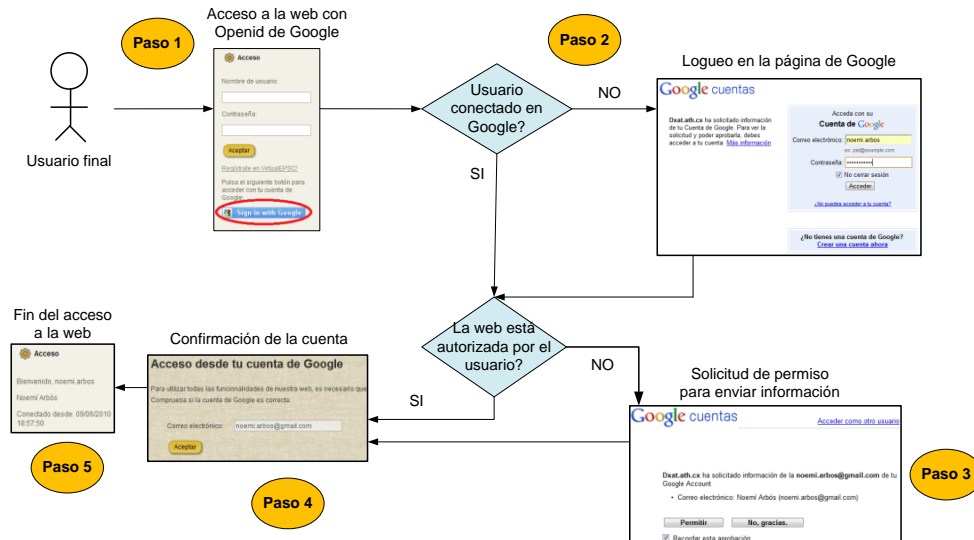 Paso 1
Acceso a la web con
Openid de Google
Usuario final
Acceso
Nombre de usuario:
Contraseña:
Aceptar
Regístrate en VirtualEPSC!
Pulsa el siguiente botón para
acceder con tu cuenta de
Google:
Sign in with Google
Paso 2
Usuario
conectado en
Google?
NO
SI
Logueo en la página de Google
Google cuentas
Dxat.ath.cx ha solicitado información
de tu Cuenta de Google. Para ver la
solicitud y poder aprobarla, debes
acceder a tu cuenta. Más información
Acceda con su
Cuenta de Google
Correo electrónico: noemi.arbos
ex: pat@example.com
Contraseña: ••••••••••
No cerrar sesión
Acceder
¿No puedes acceder a tu cuenta?
¿No tienes una cuenta de Google?
Crear una cuenta ahora
La web está
autorizada por el
usuario?
NO
SI
Solicitud de permiso
para enviar información
Google cuentas
Acceder como otro usuario
Dxat.ath.cx ha solicitado información de la noemi.arbos@gmail.com de tu
Google Account
• Correo electrónico: Noemi Arbós (noemi.arbos@gmail.com)
Permitir
No, gracias.
Recordar esta aprobación
Paso 3
Confirmación de la cuenta
Acceso desde tu cuenta de Google
Para utilizar todas las funcionalidades de nuestra web, es necesario que
Comprueba si la cuenta de Google es correcta:
Correo electrónico: noemi.arbos@gmail.com
Aceptar
Paso 4
Fin del acceso
a la web
Acceso
Bienvenido, noemi.arbos
Noemí Arbós
Conectado desde: 09/06/2010
18:57:50
Paso 5